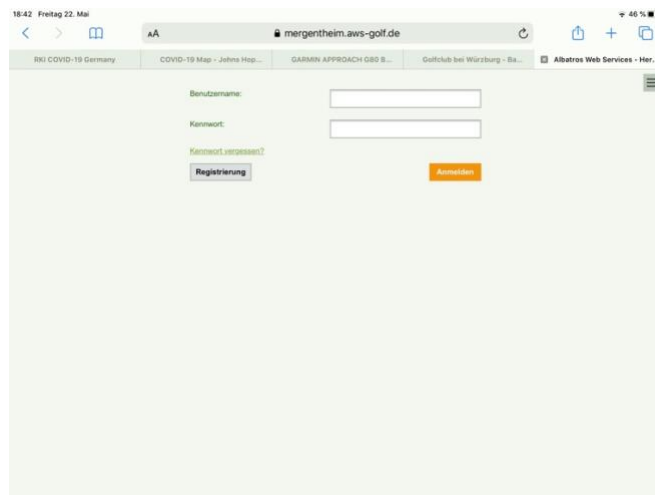 18:42 Freitag 22. Mai
46 %
AA
mergentheim.aws-golf.de
RKI COVID-19 Germany
COVID-19 Map - Johns Hop...
GARMIN APPROACH G80 B...
Golfclub bei Würzburg - Ba...
Albatros Web Services - Her...
Benutzername:
Kennwort:
Kennwort vergessen?
Registrierung
Anmelden